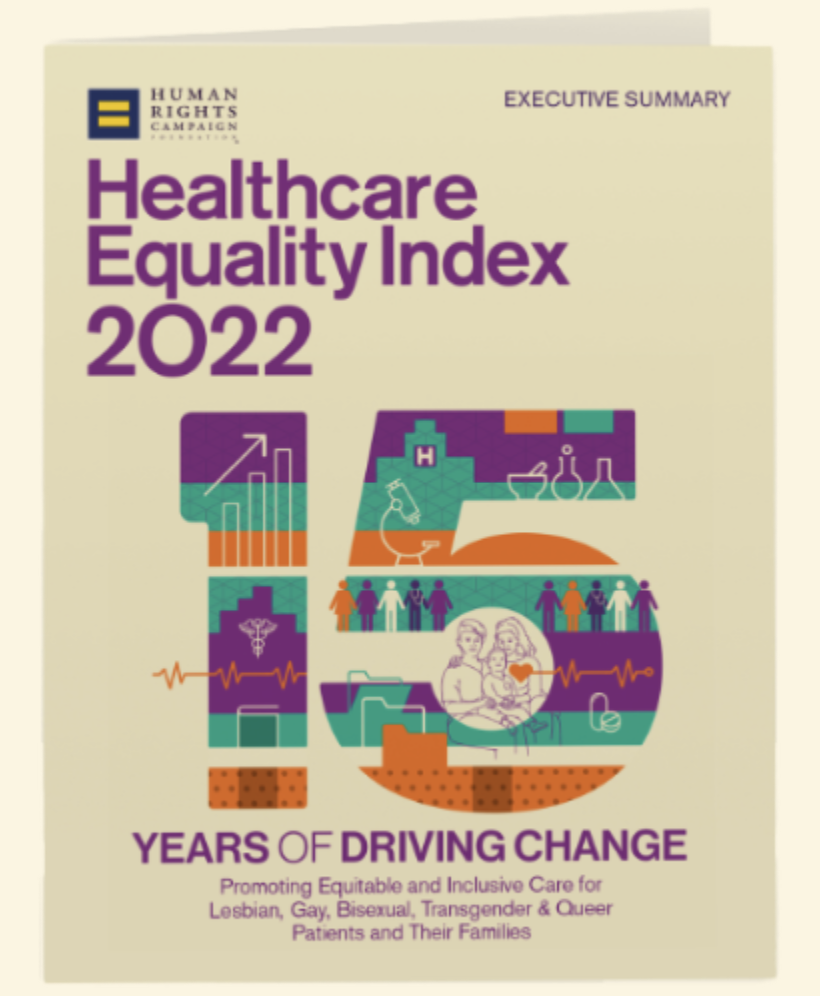 HUMAN
RIGHTS
CAMPAIGN
FOUNDATION®
EXECUTIVE SUMMARY
Healthcare
Equality Index
2022
H
15
YEARS OF DRIVING CHANGE
Promoting Equitable and Inclusive Care for
Lesbian, Gay, Bisexual, Transgender & Queer
Patients and Their Families